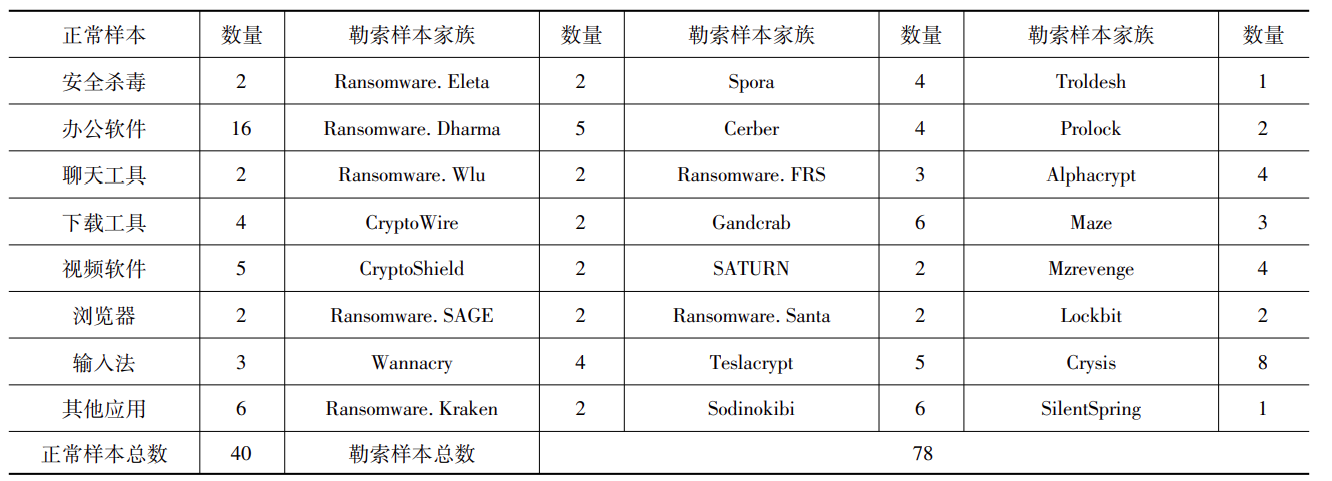 正常样本 数量 勒索样本家族 数量 勒索样本家族 数量 勒索样本家族 数量
安全杀毒 2 Ransomware. Eleta 2 Spora 4 Troldesh 1
办公软件 16 Ransomware. Dharma 5 Cerber 4 Prolock 2
聊天工具 2 Ransomware. Wlu 2 Ransomware. FRS 3 Alphacrypt 4
下载工具 4 CryptoWire 2 Gandcrab 6 Maze 3
视频软件 5 CryptoShield 2 SATURN 2 Mzrevenge 4
浏览器 2 Ransomware. SAGE 2 Ransomware. Santa 2 Lockbit 2
输入法 3 Wannacry 4 Teslacrypt 5 Crysis 8
其他应用 6 Ransomware. Kraken 2 Sodinokibi 6 SilentSpring 1
正常样本总数 40 勒索样本总数 78